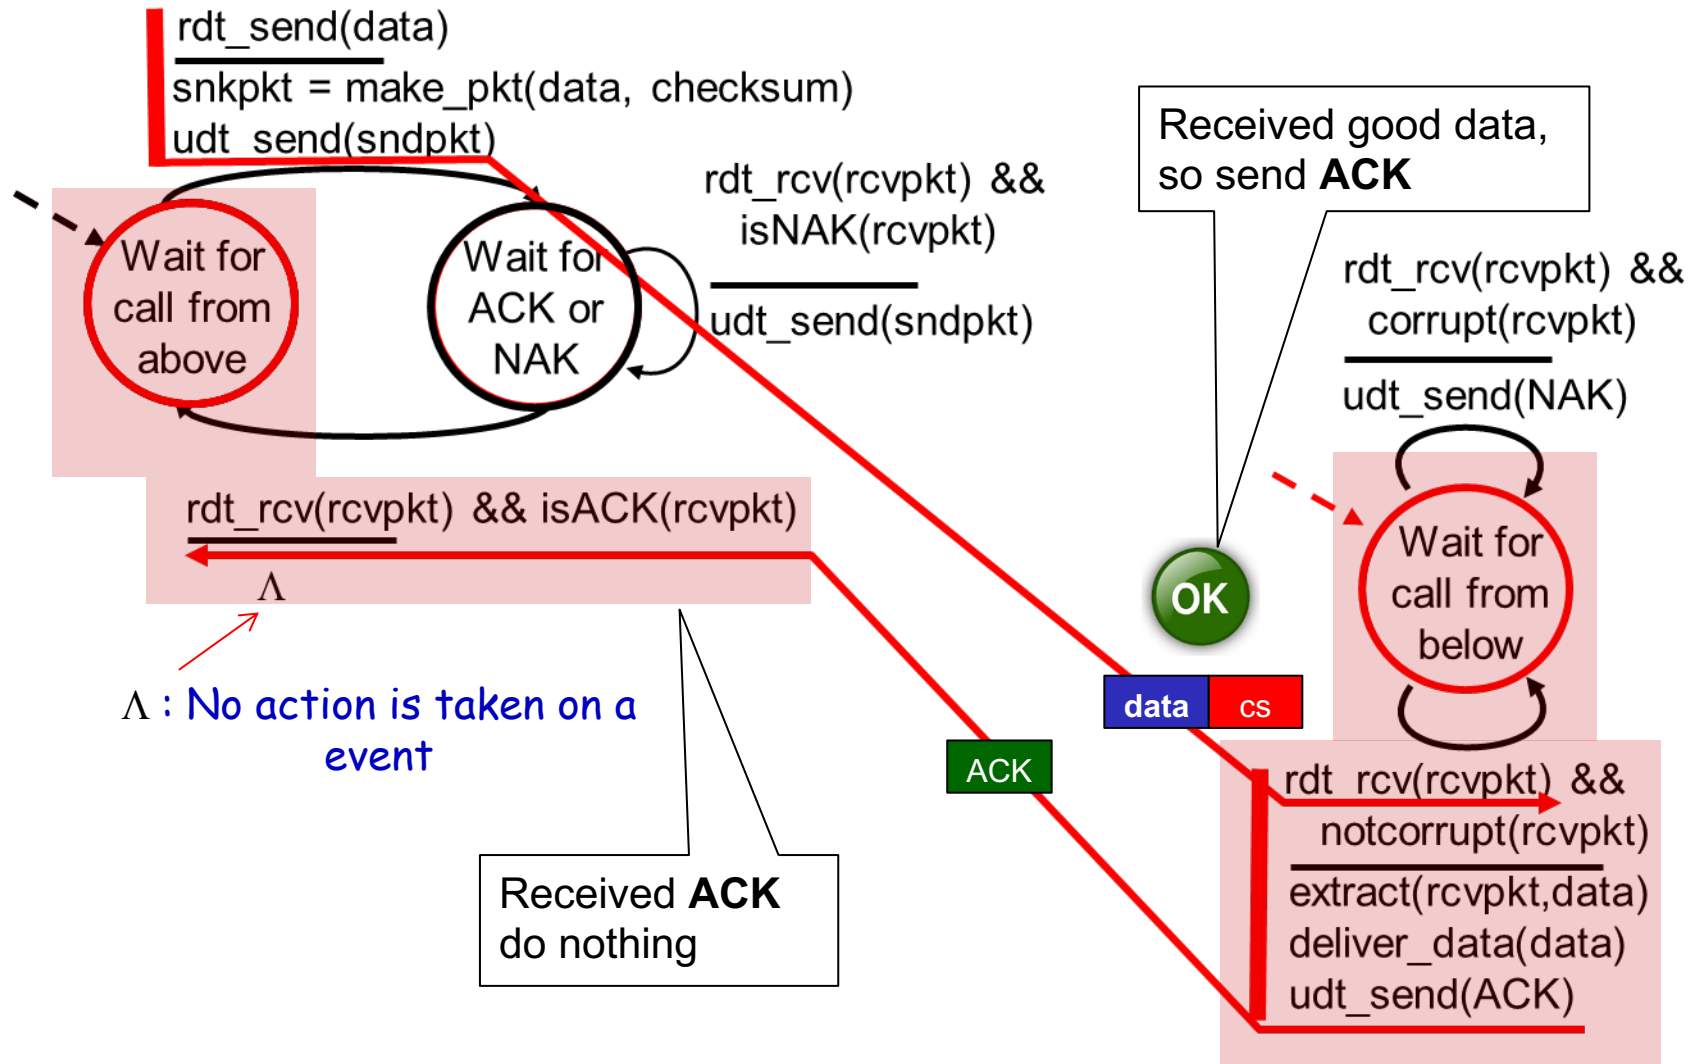 rdt_send(data)
snkpkt = make_pkt(data, checksum)
udt_send(sndpkt)
Wait for
call from
above
Wait for
ACK or
NAK
rdt_rcv(rcvpkt) &&
isNAK(rcvpkt)
udt_send(sndpkt)
rdt_rcv(rcvpkt) && isACK(rcvpkt)
Λ
Λ : No action is taken on a
event
Received ACK
do nothing
Received good data,
so send ACK
OK
data cs
ACK
rdt_rcv(rcvpkt) &&
corrupt(rcvpkt)
udt_send(NAK)
Wait for
call from
below
rdt_rcv(rcvpkt) &&
notcorrupt(rcvpkt)
extract(rcvpkt,data)
deliver_data(data)
udt_send(ACK)